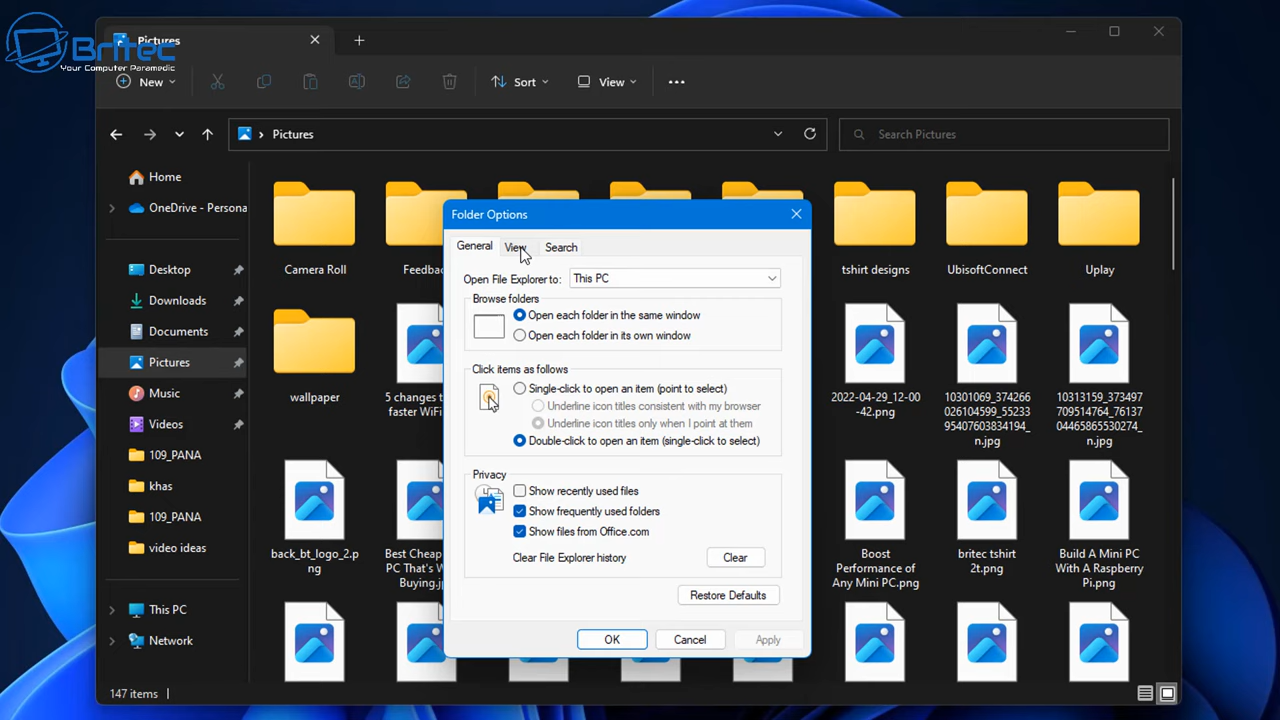 Britec
Your Computer Paramedic
Pictures
New
Sort
View
Pictures
Search Pictures
Home
OneDrive - Persona
Desktop
Downloads
Documents
Pictures
Music
Videos
109_PANA
khas
109_PANA
video ideas
This PC
Network
Camera Roll
Feedba
tshirt designs
UbisoftConnect
Uplay
wallpaper
5 changes t
faster WiFi
2022-04-29_12-00
-42.png
10301069_374266
026104599_55233
95407603834194_
n.jpg
10313159_373497
709514764_76137
04465865530274_
n.jpg
back_bt_logo_2.p
ng
Best Cheap
PC That's W
Buying.jp
Boost
Performance of
Any Mini PC.png
britec tshirt
2t.png
Build A Mini PC
With A Raspberry
Pi.png
Folder Options
General
View
Search
Open File Explorer to:
This PC
Browse folders
Open each folder in the same window
Open each folder in its own window
Click items as follows
Single-click to open an item (point to select)
Underline icon titles consistent with my browser
Underline icon titles only when I point at them
Double-click to open an item (single-click to select)
Privacy
Show recently used files
Show frequently used folders
Show files from Office.com
Clear File Explorer history
Clear
Restore Defaults
OK
Cancel
Apply
147 items